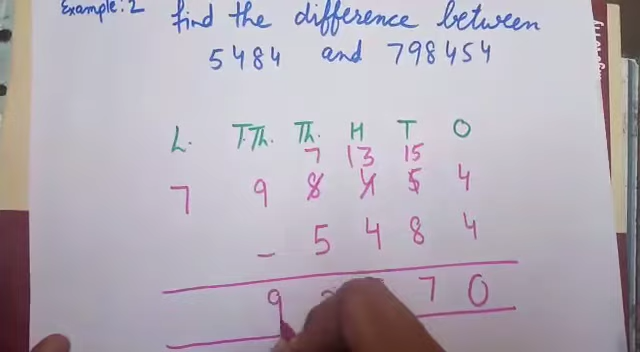 Example:2 find the difference between
5484 and 798454
L. T.Th. Th. H T O
7 13 15
7 9 8 4 5 4
- 5 4 8 4
9 7 0